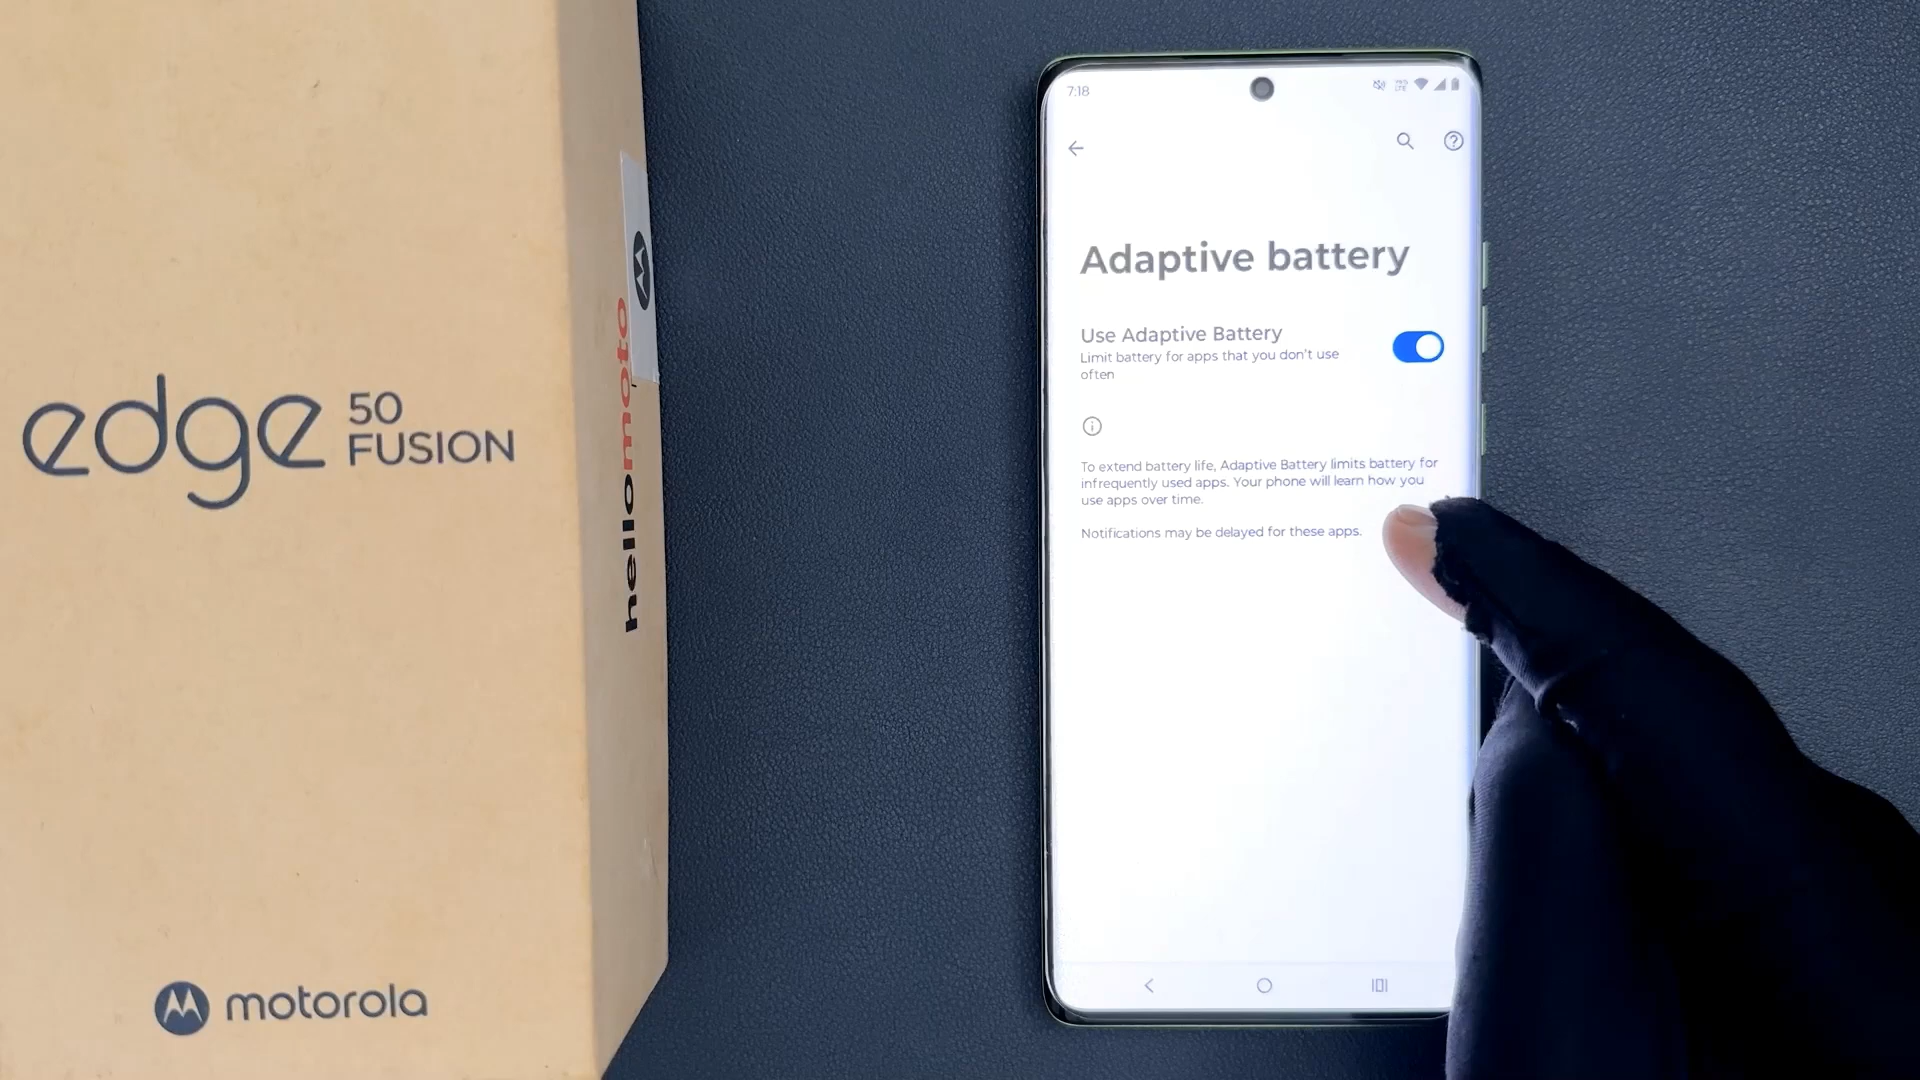 edge 50
FUSION
motorola
hellomoto
7:18
Adaptive battery
Use Adaptive Battery
Limit battery for apps that you don't use
often
To extend battery life, Adaptive Battery limits battery for
infrequently used apps. Your phone will learn how you
use apps over time.
Notifications may be delayed for these apps.